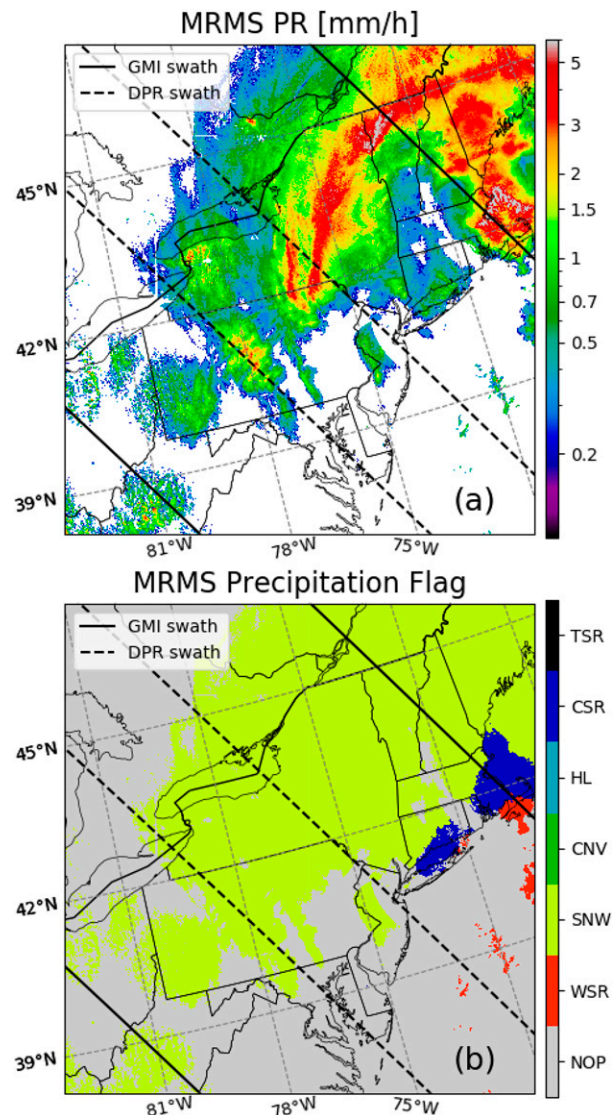 MRMS PR [mm/h]
GMI swath
DPR swath
5
3
2
1.5
1
0.7
0.5
0.2
45°N
42°N
39°N
81°W
78°W
75°W
(a)
MRMS Precipitation Flag
GMI swath
DPR swath
TSR
CSR
HL
CNV
SNW
WSR
NOP
45°N
42°N
39°N
81°W
78°W
75°W
(b)